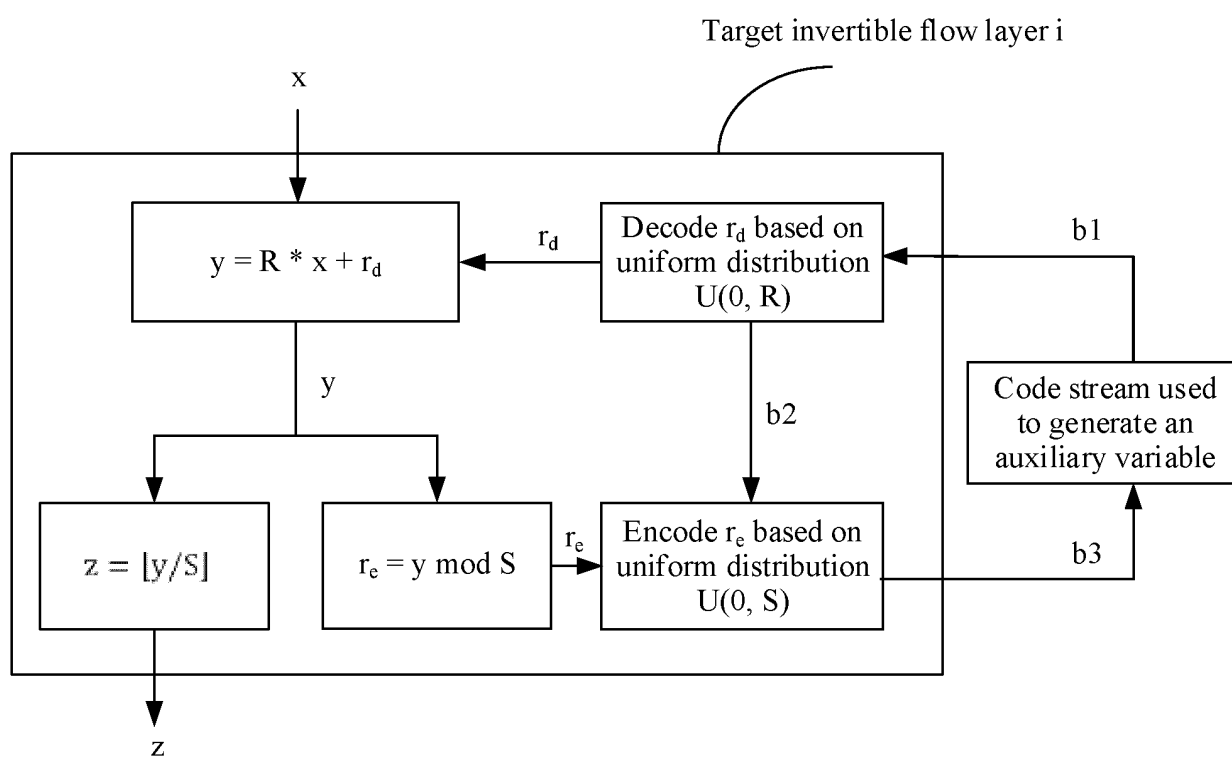 Target invertible flow layer i
x
y = R * x + r_d
r_d
Decode r_d based on
uniform distribution
U(0, R)
b1
y
b2
Code stream used
to generate an
auxiliary variable
z = ⌊y/S⌋
r_e = y mod S
r_e
Encode r_e based on
uniform distribution
U(0, S)
b3
z